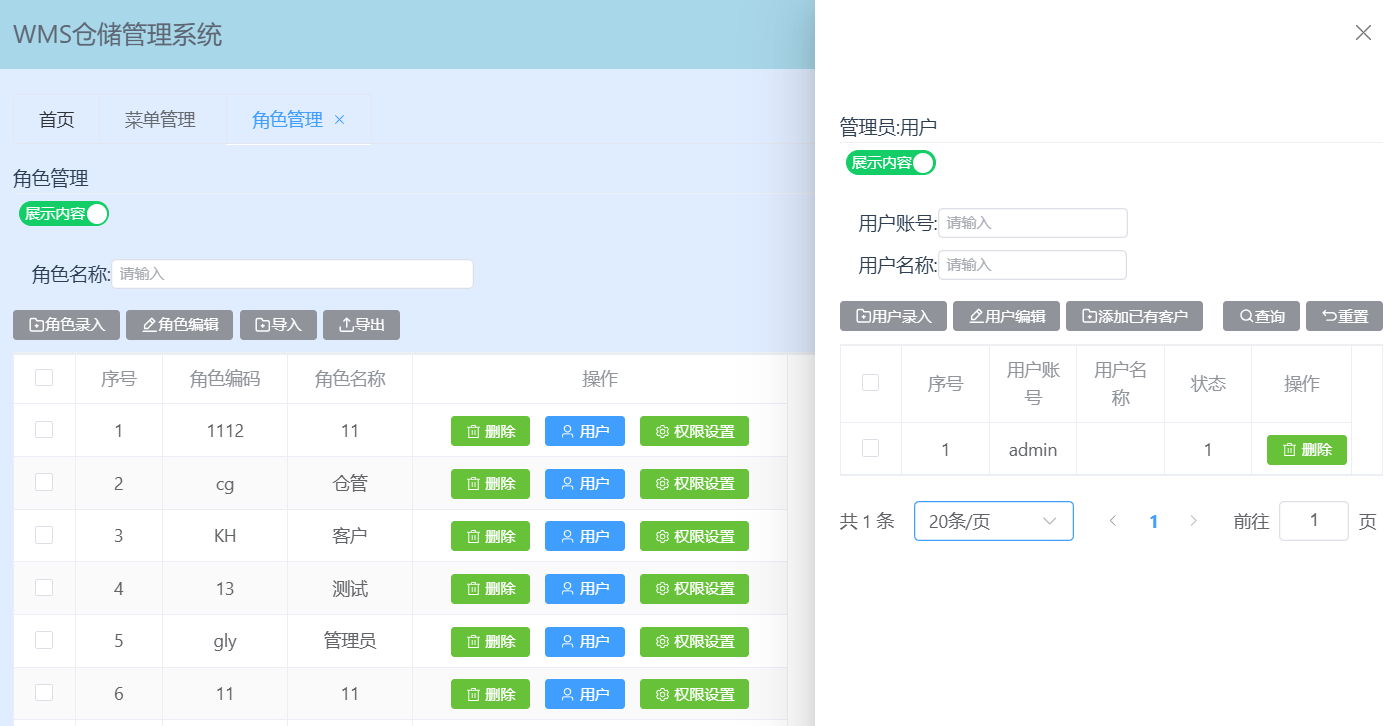 WMS仓储管理系统
首页 菜单管理 角色管理
角色管理
展示内容
角色名称: 请输入
角色录入 角色编辑 导入 导出
序号 角色编码 角色名称 操作
1 1112 11 删除 用户 权限设置
2 cg 仓管 删除 用户 权限设置
3 KH 客户 删除 用户 权限设置
4 13 测试 删除 用户 权限设置
5 gly 管理员 删除 用户 权限设置
6 11 11 删除 用户 权限设置
管理员:用户
展示内容
用户账号: 请输入
用户名称: 请输入
用户录入 用户编辑 添加已有客户 查询 重置
序号 用户账号 用户名称 状态 操作
1 admin 1 删除
共 1 条 20条/页 1 前往 1 页